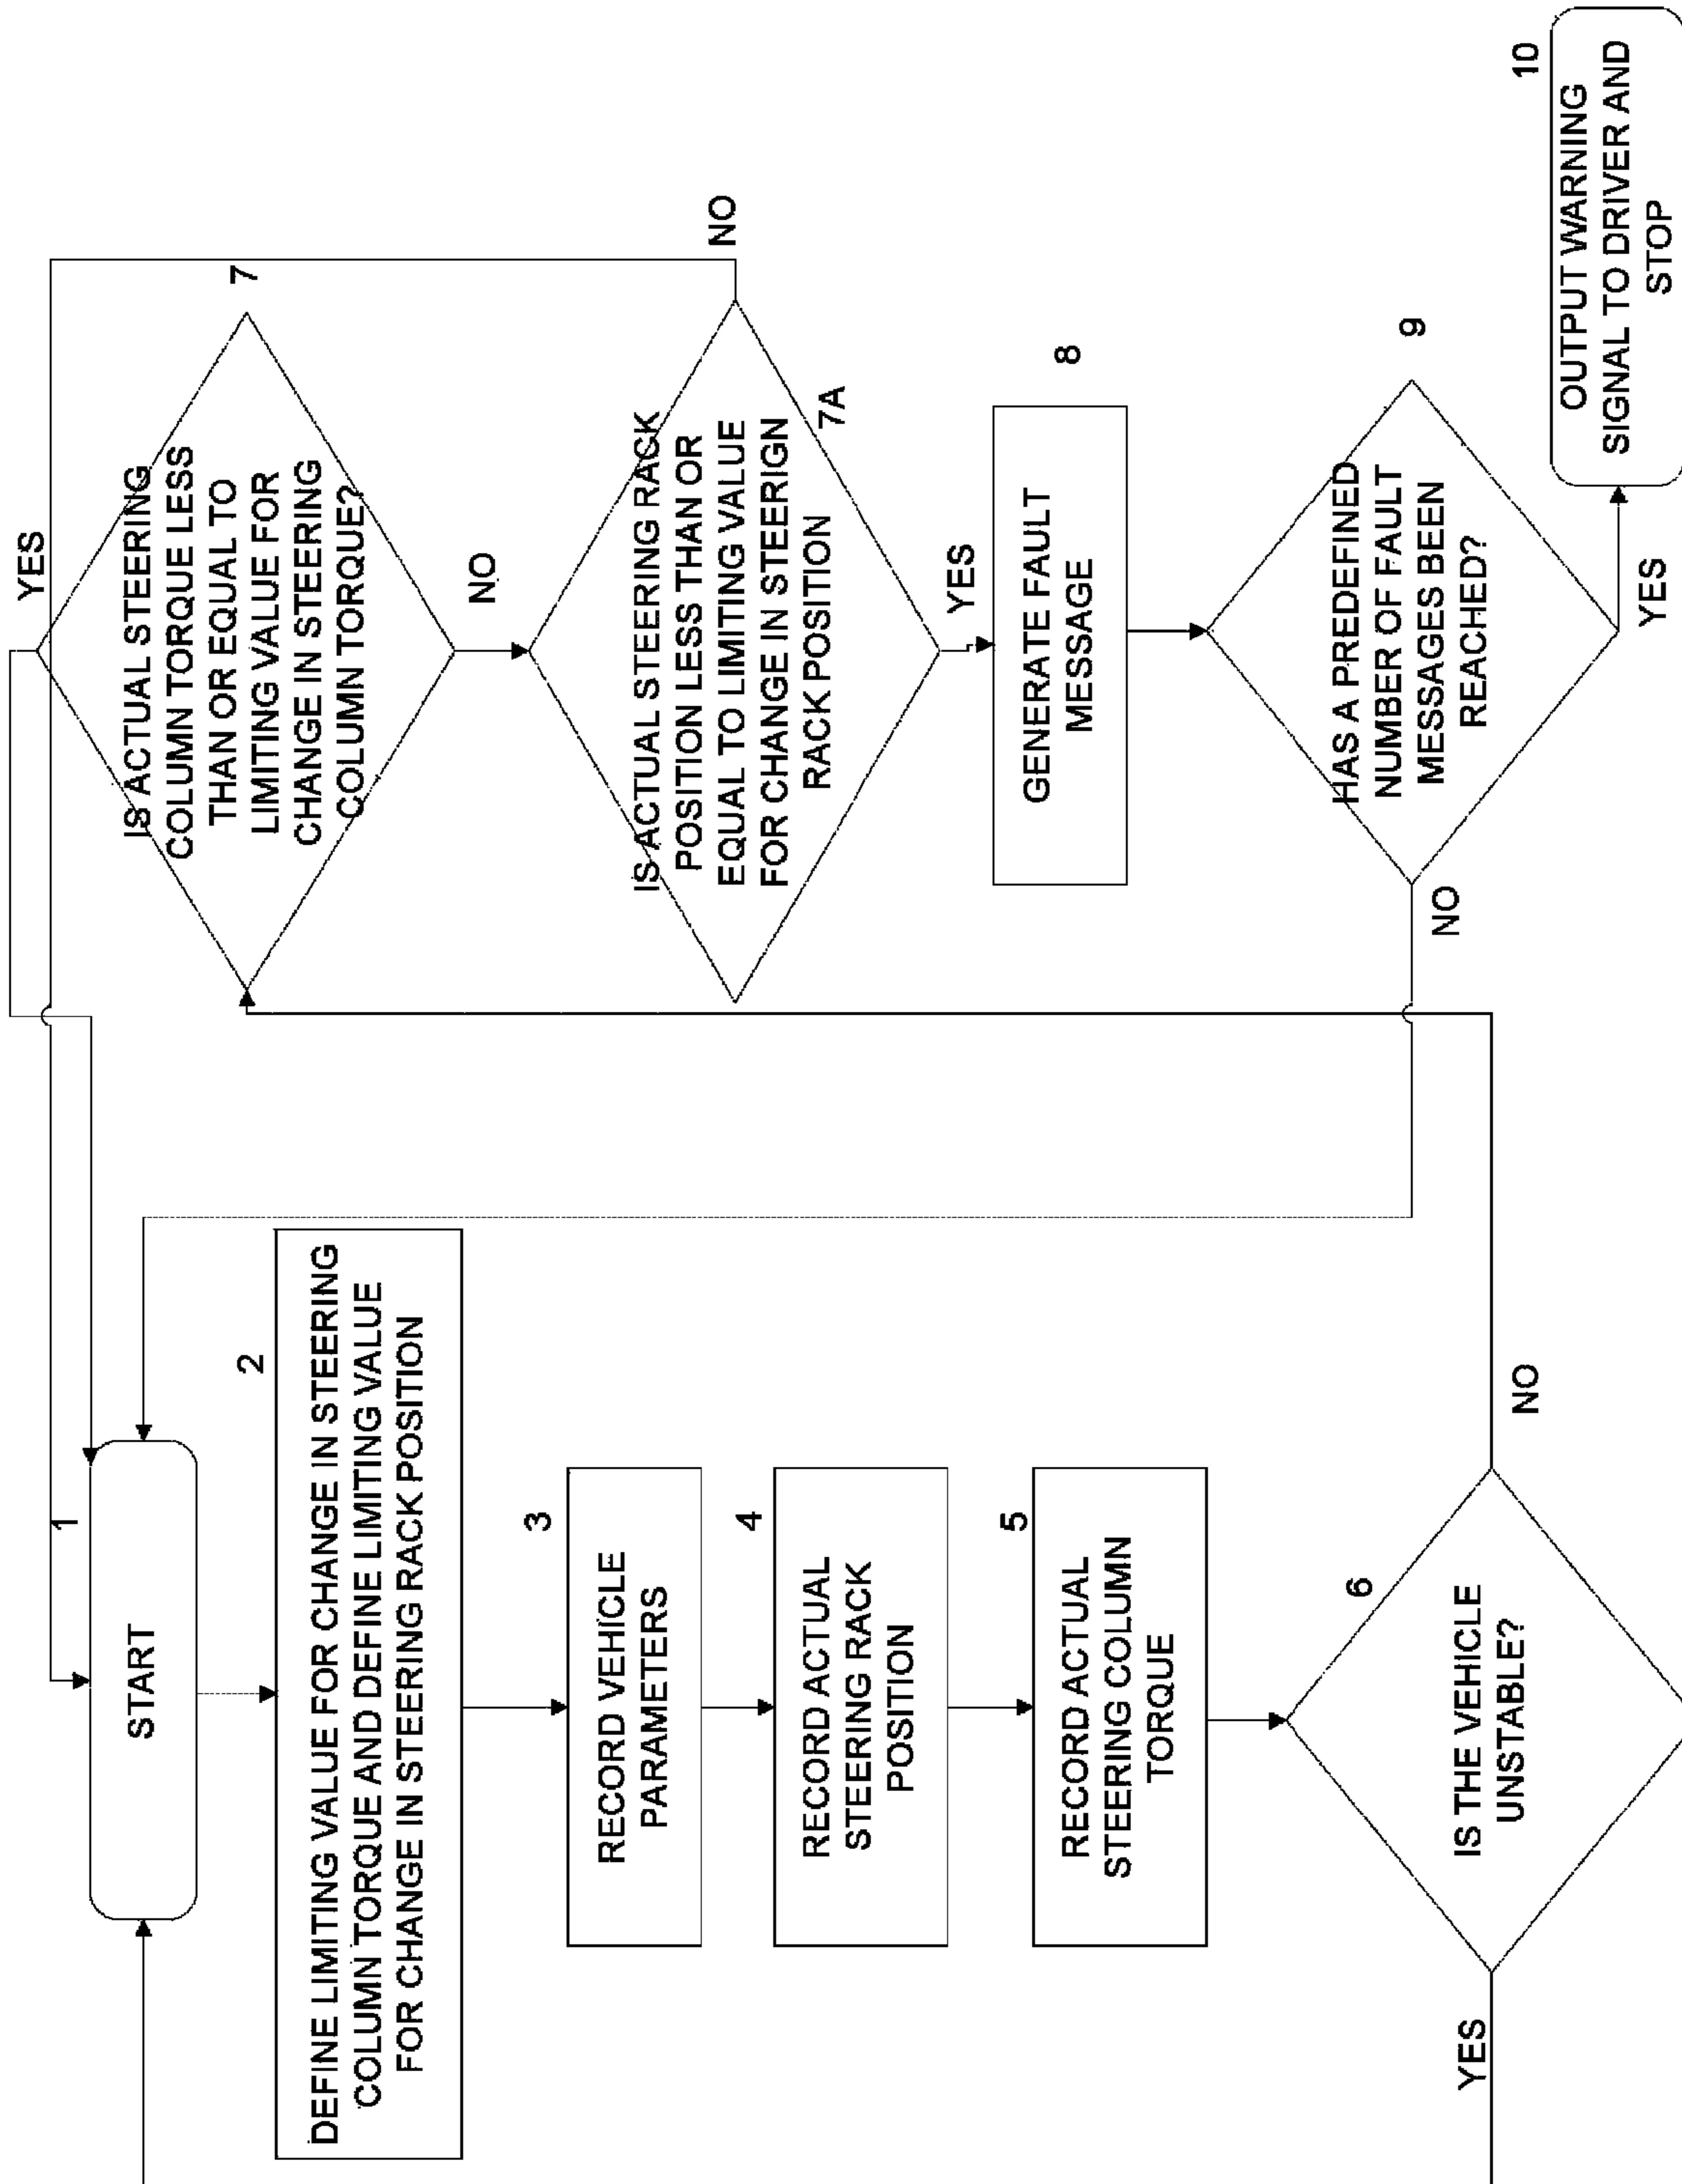 1
START
2
DEFINE LIMITING VALUE FOR CHANGE IN STEERING
COLUMN TORQUE AND DEFINE LIMITING VALUE
FOR CHANGE IN STEERING RACK POSITION
3
RECORD VEHICLE
PARAMETERS
4
RECORD ACTUAL
STEERING RACK
POSITION
5
RECORD ACTUAL
STEERING COLUMN
TORQUE
6
IS THE VEHICLE
UNSTABLE?
YES
NO
YES
7
IS ACTUAL STEERING
COLUMN TORQUE LESS
THAN OR EQUAL TO
LIMITING VALUE FOR
CHANGE IN STEERING
COLUMN TORQUE?
NO
NO
IS ACTUAL STEERING RACK
POSITION LESS THAN OR
EQUAL TO LIMITING VALUE
FOR CHANGE IN STEERIGN
RACK POSITION
7A
YES
8
GENERATE FAULT
MESSAGE
9
HAS A PREDEFINED
NUMBER OF FAULT
MESSAGES BEEN
REACHED?
NO
YES
10
OUTPUT WARNING
SIGNAL TO DRIVER AND
STOP